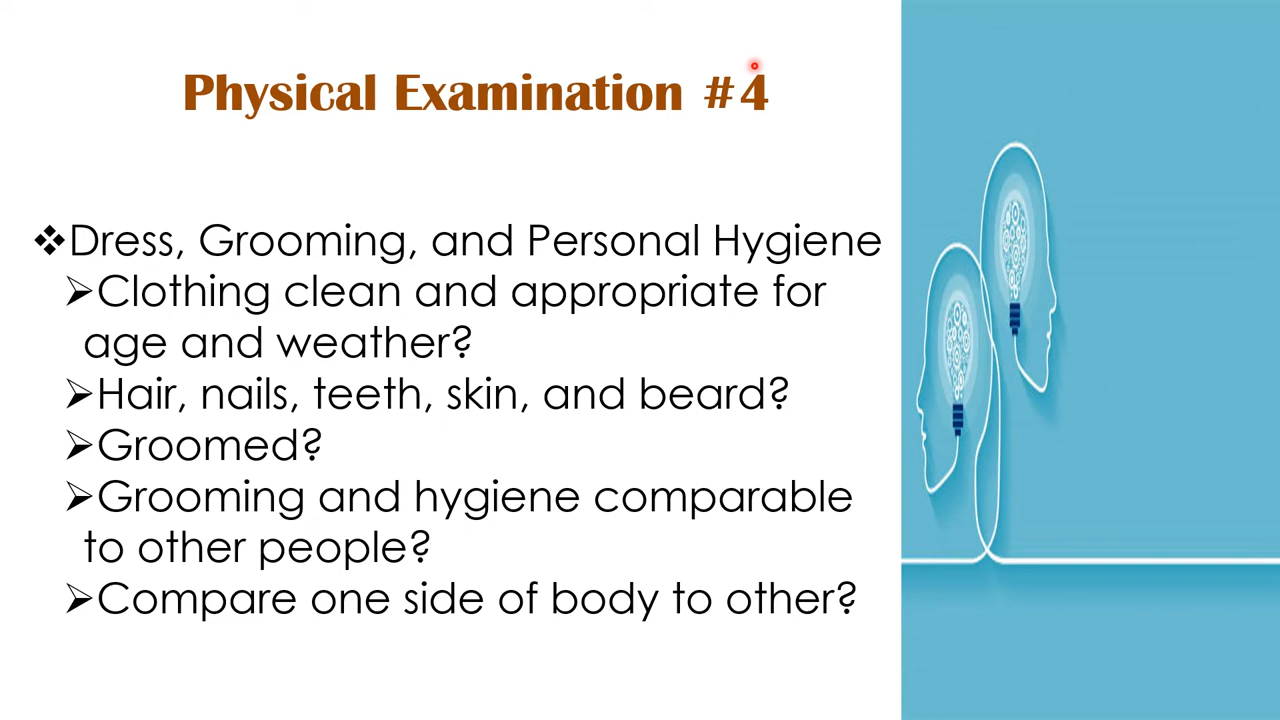 Physical Examination #4
❖Dress, Grooming, and Personal Hygiene
➢Clothing clean and appropriate for
age and weather?
➢Hair, nails, teeth, skin, and beard?
➢Groomed?
➢Grooming and hygiene comparable
to other people?
➢Compare one side of body to other?